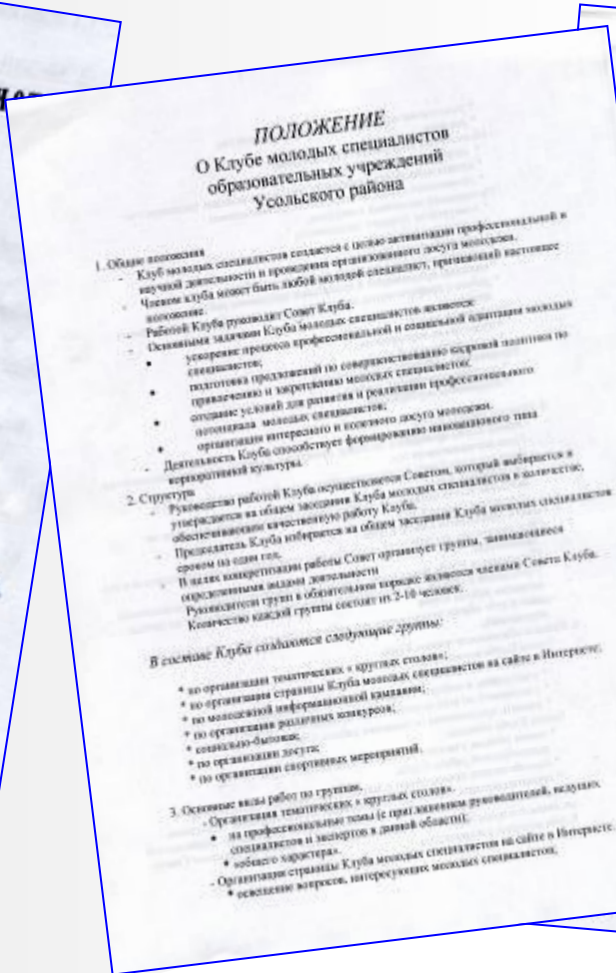 ПОЛОЖЕНИЕ
О Клубе молодых специалистов
образовательных учреждений
Усольского района
1. Общие положения
- Клуб молодых специалистов создается с целью активизации профессиональной и
научной деятельности и проведения организованного досуга молодежи.
- Членом клуба может быть любой молодой специалист, признающий настоящее
положение.
- Работой Клуба руководит Совет Клуба.
- Основными задачами Клуба молодых специалистов являются:
• ускорение процесса профессиональной и социальной адаптации молодых
специалистов;
• подготовка предложений по совершенствованию кадровой политики по
привлечению и закреплению молодых специалистов;
• создание условий для развития и реализации профессионального
потенциала молодых специалистов;
• организация интересного и полезного досуга молодежи.
- Деятельность Клуба способствует формированию инновационного типа
корпоративной культуры.
2. Структура
- Руководство работой Клуба осуществляется Советом, который выбирается и
утверждается на общем заседании Клуба молодых специалистов в количестве,
обеспечивающем качественную работу Клуба.
- Председатель Клуба избирается на общем заседании Клуба молодых специалистов
сроком на один год.
- В целях конкретизации работы Совет организует группы, занимающиеся
определенными видами деятельности
Руководители групп в обязательном порядке являются членами Совета Клуба.
Количество каждой группы состоит из 2-10 человек.
В составе Клуба создаются следующие группы:
* по организации тематических « круглых столов»;
* по организации страницы Клуба молодых специалистов на сайте в Интернете;
* по молодежной информационной кампании;
* по организации различных конкурсов;
* социально-бытовая;
* по организации досуга;
* по организации спортивных мероприятий.
3. Основные виды работ по группам.
- Организация тематических « круглых столов».
• на профессиональные темы (с приглашением руководителей, ведущих
специалистов и экспертов в данной области);
* «общего характера».
- Организация страницы Клуба молодых специалистов на сайте в Интернете.
* освещение вопросов, интересующих молодых специалистов;